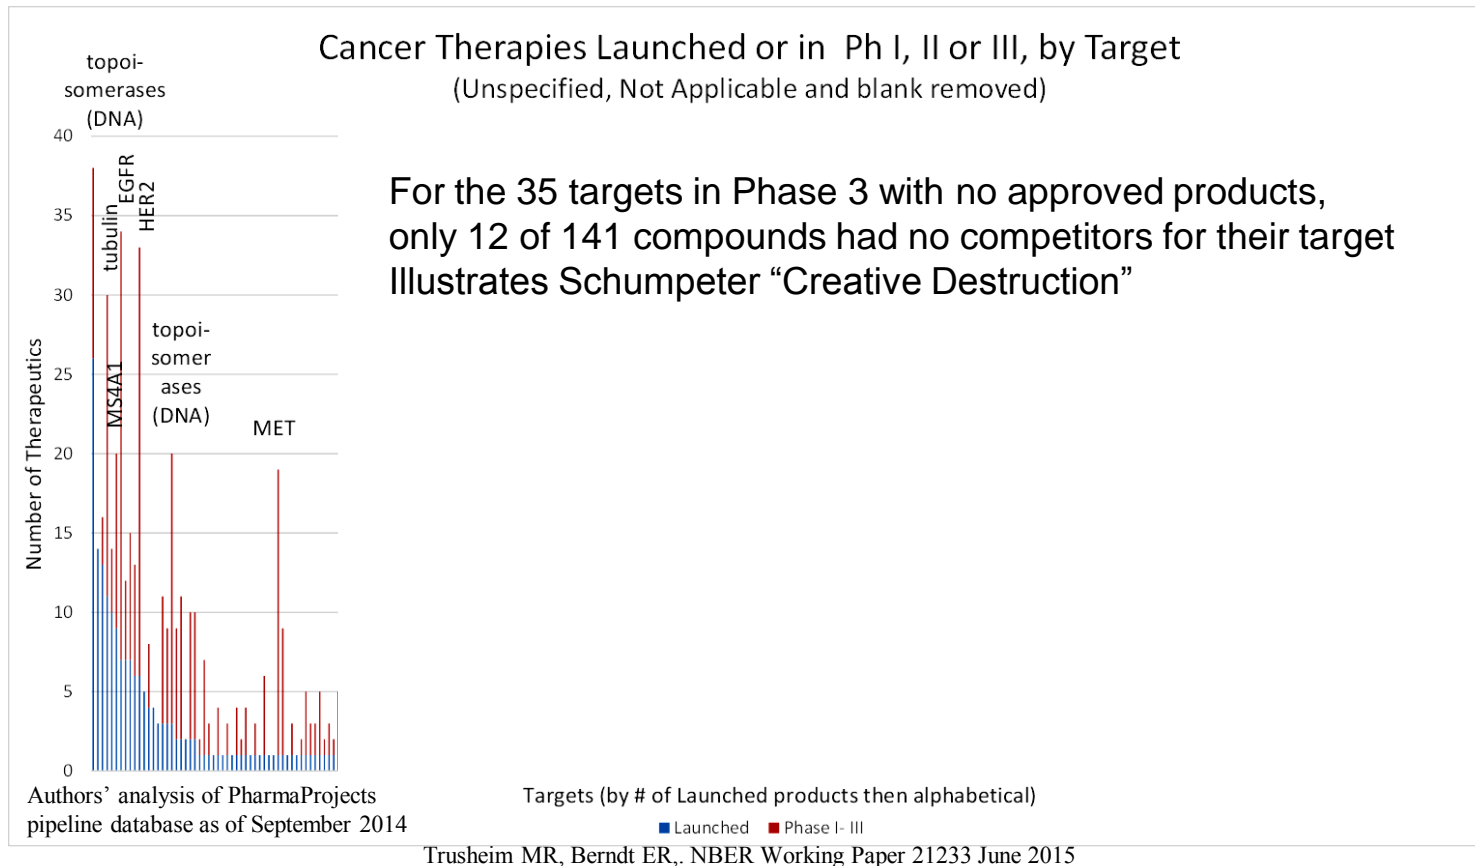 Cancer Therapies Launched or in Ph I, II or III, by Target
(Unspecified, Not Applicable and blank removed)
topoi-
somerases
(DNA)
40
35
30
25
20
15
10
5
0
Number of Therapeutics
tubulin
MS4A1
EGFR
HER2
topoi-
somer
ases
(DNA)
MET
For the 35 targets in Phase 3 with no approved products,
only 12 of 141 compounds had no competitors for their target
Illustrates Schumpeter “Creative Destruction”
Targets (by # of Launched products then alphabetical)
Launched
Phase I- III
Authors’ analysis of PharmaProjects
pipeline database as of September 2014
Trusheim MR, Berndt ER,. NBER Working Paper 21233 June 2015